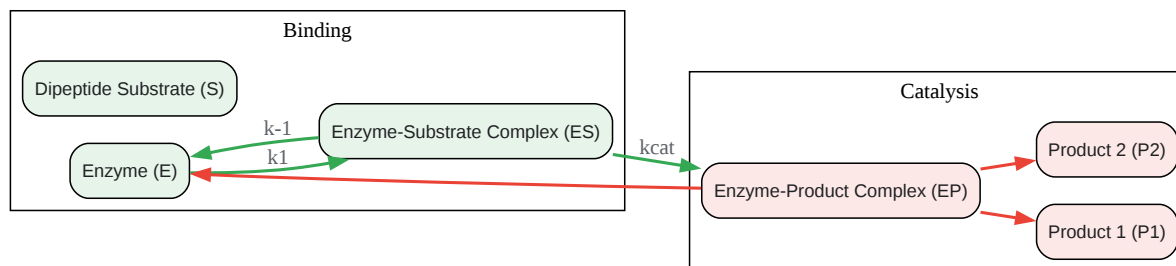 Binding
Dipeptide Substrate (S)
Enzyme (E)
k-1
k1
Enzyme-Substrate Complex (ES)
kcat
Catalysis
Enzyme-Product Complex (EP)
Product 2 (P2)
Product 1 (P1)